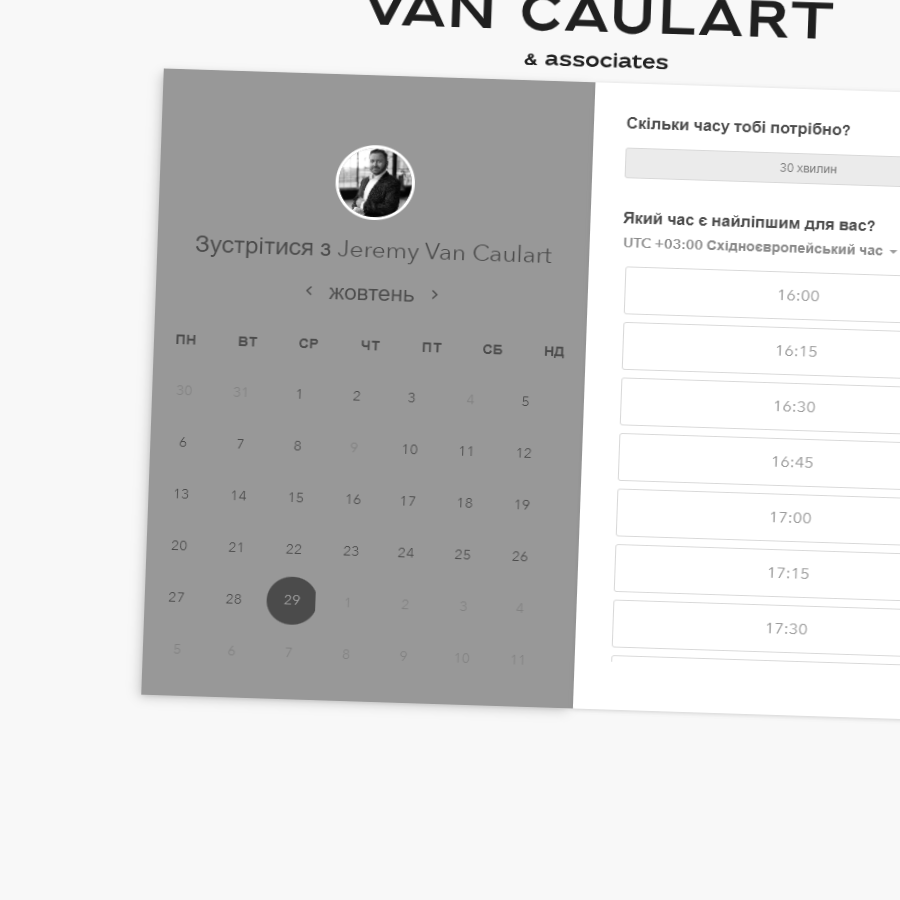 VAN CAULART
& associates
Зустрітися з Jeremy Van Caulart
жовтень
ПН ВТ СР ЧТ ПТ СБ НД
30 31 1 2 3 4 5
6 7 8 9 10 11 12
13 14 15 16 17 18 19
20 21 22 23 24 25 26
27 28 29 1 2 3 4
5 6 7 8 9 10 11
Скільки часу тобі потрібно?
30 хвилин
Який час є найліпшим для вас?
UTC +03:00 Східноєвропейський час
16:00
16:15
16:30
16:45
17:00
17:15
17:30